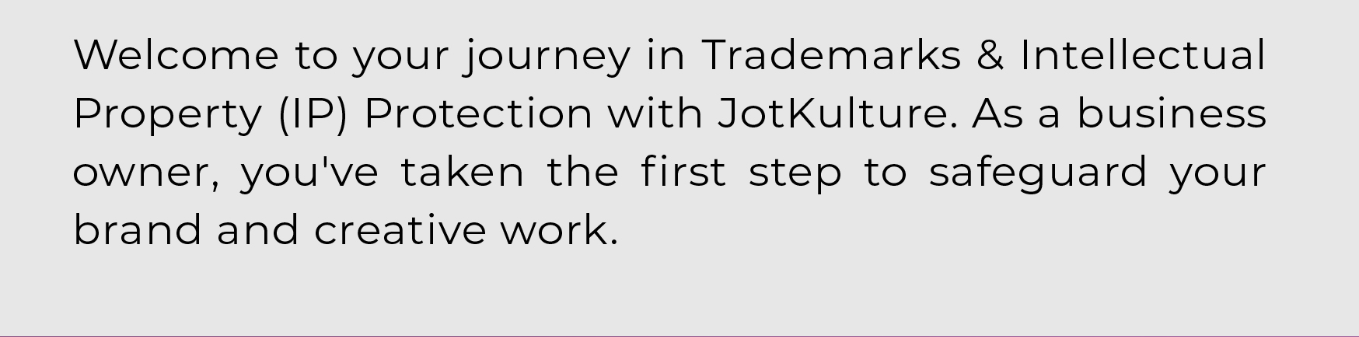 Welcome to your journey in Trademarks & Intellectual
Property (IP) Protection with JotKulture. As a business
owner, you've taken the first step to safeguard your
brand and creative work.